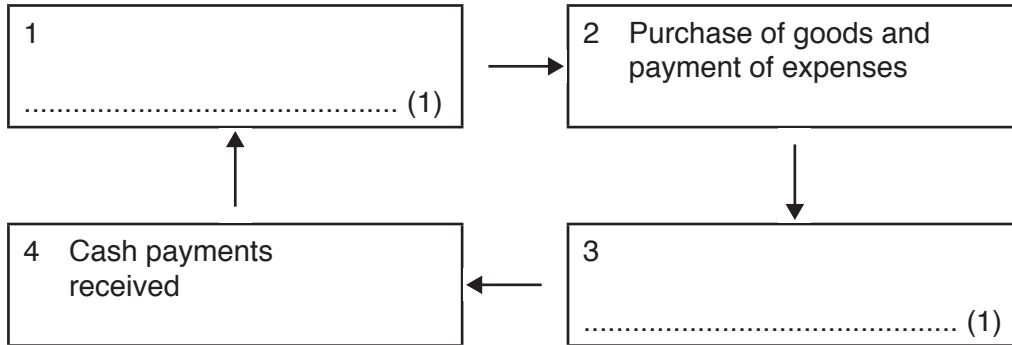 1
............................................. (1)
2 Purchase of goods and
payment of expenses
4 Cash payments
received
3
............................................. (1)